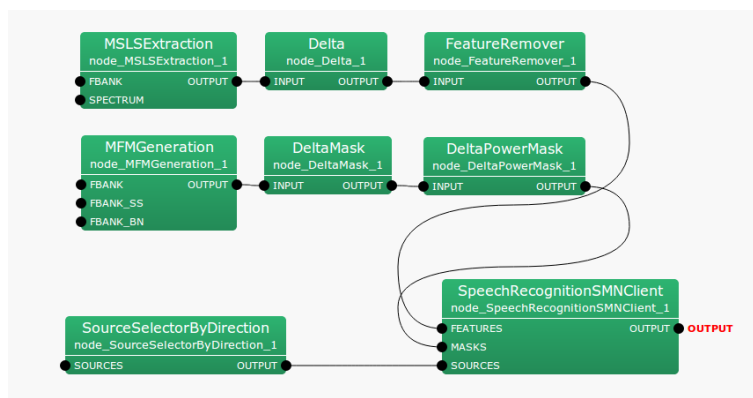 MSLSExtraction
node_MSLSExtraction_1
FBANK OUTPUT
SPECTRUM
Delta
node_Delta_1
INPUT OUTPUT
FeatureRemover
node_FeatureRemover_1
INPUT OUTPUT
MFMGeneration
node_MFMGeneration_1
FBANK OUTPUT
FBANK_SS
FBANK_BN
DeltaMask
node_DeltaMask_1
INPUT OUTPUT
DeltaPowerMask
node_DeltaPowerMask_1
INPUT OUTPUT
SourceSelectorByDirection
node_SourceSelectorByDirection_1
SOURCES OUTPUT
SpeechRecognitionSMNClient
node_SpeechRecognitionSMNClient_1
FEATURES OUTPUT OUTPUT
MASKS
SOURCES